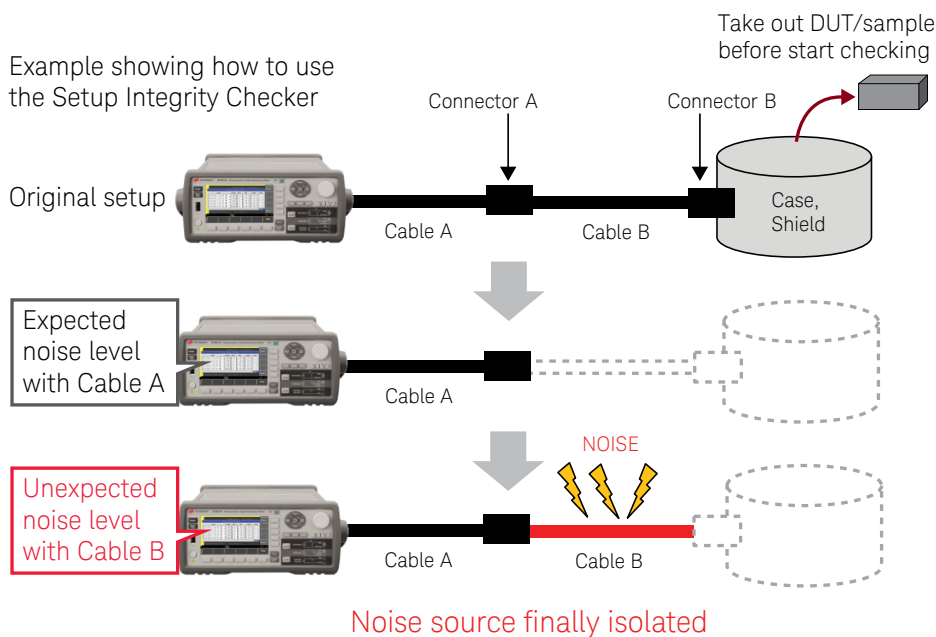 Take out DUT/sample
before start checking
Example showing how to use
the Setup Integrity Checker
Connector A
Connector B
Original setup
Cable A
Cable B
Case,
Shield
Expected
noise level
with Cable A
Cable A
NOISE
Unexpected
noise level
with Cable B
Cable A
Cable B
Noise source finally isolated